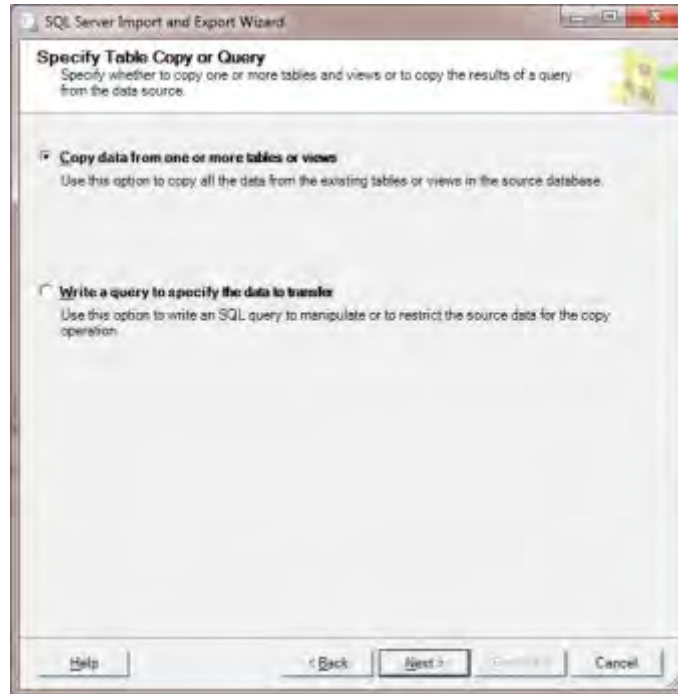 SQL Server Import and Export Wizard
Specify Table Copy or Query
Specify whether to copy one or more tables and views or to copy the results of a query
from the data source.
Copy data from one or more tables or views
Use this option to copy all the data from the existing tables or views in the source database.
Write a query to specify the data to transfer
Use this option to write an SQL query to manipulate or to restrict the source data for the copy
operation.
Help < Back Next > Cancel